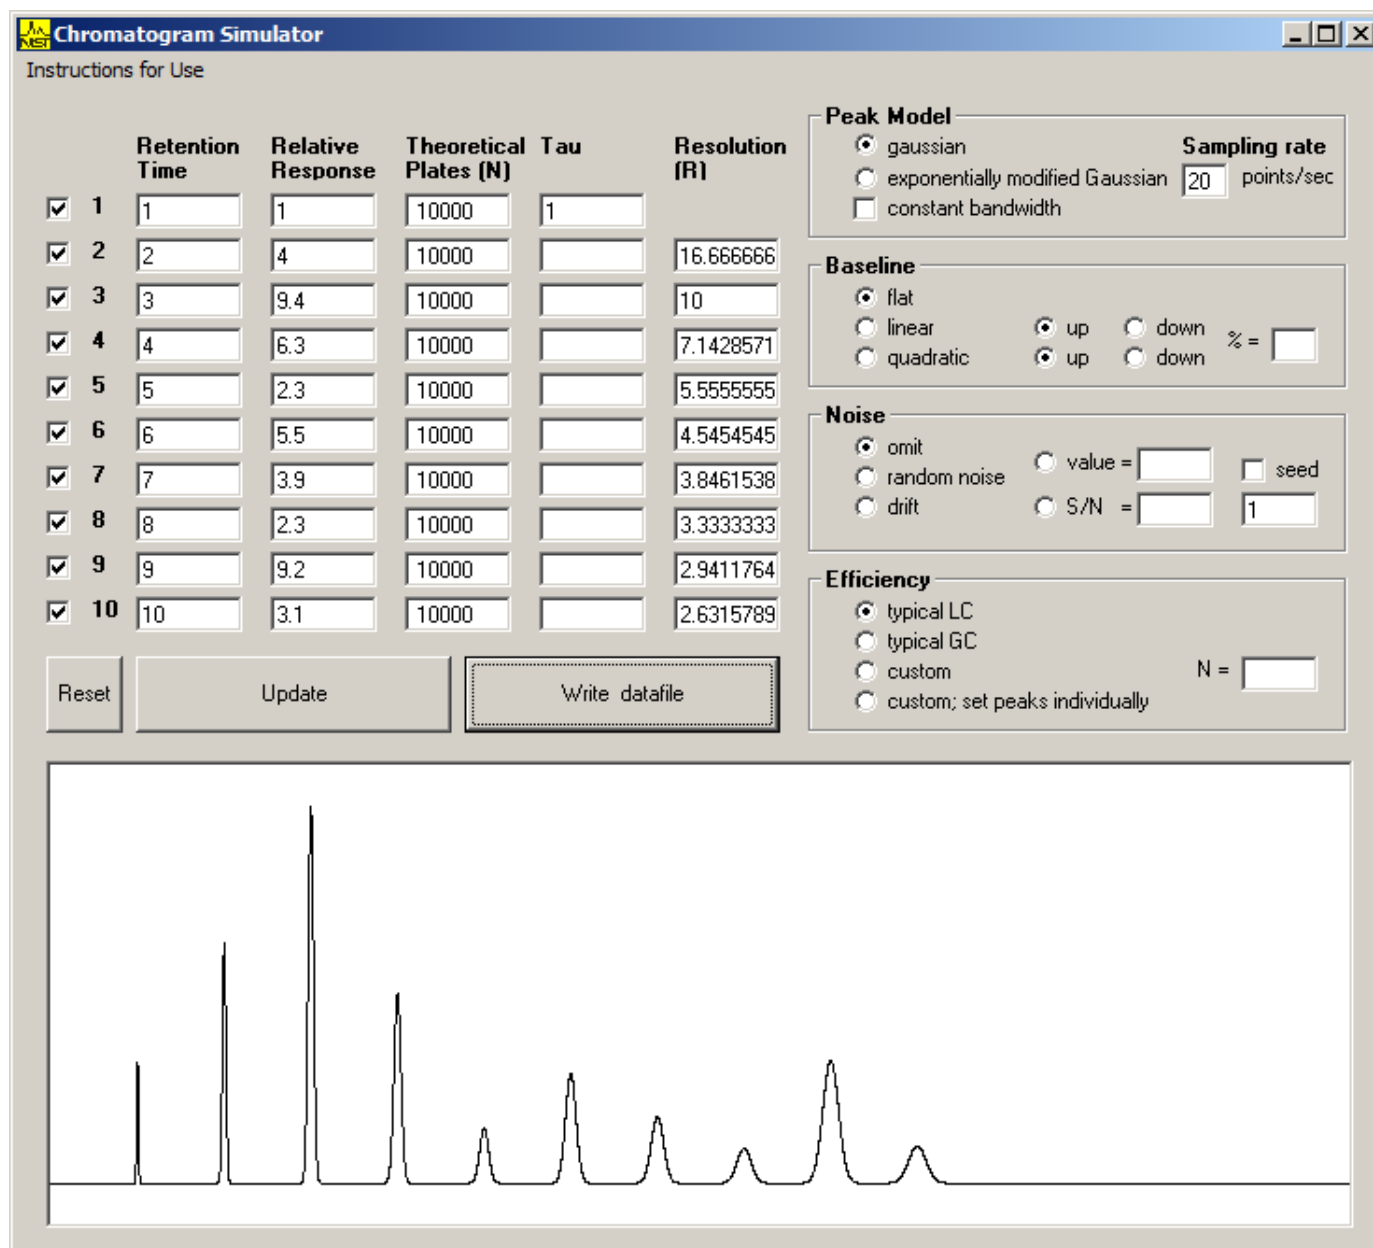 NIST Chromatogram Simulator
Instructions for Use
Retention Time Relative Response Theoretical Plates (N) Tau Resolution (R)
1 1 1 10000 1
2 2 4 10000 16.666666
3 3 9.4 10000 10
4 4 6.3 10000 7.1428571
5 5 2.3 10000 5.5555555
6 6 5.5 10000 4.5454545
7 7 3.9 10000 3.8461538
8 8 2.3 10000 3.3333333
9 9 9.2 10000 2.9411764
10 10 3.1 10000 2.6315789
Reset Update Write datafile
Peak Model
gaussian Sampling rate
exponentially modified Gaussian 20 points/sec
constant bandwidth
Baseline
flat
linear up down % =
quadratic up down
Noise
omit value = seed
random noise
drift S/N = 1
Efficiency
typical LC
typical GC
custom N =
custom; set peaks individually